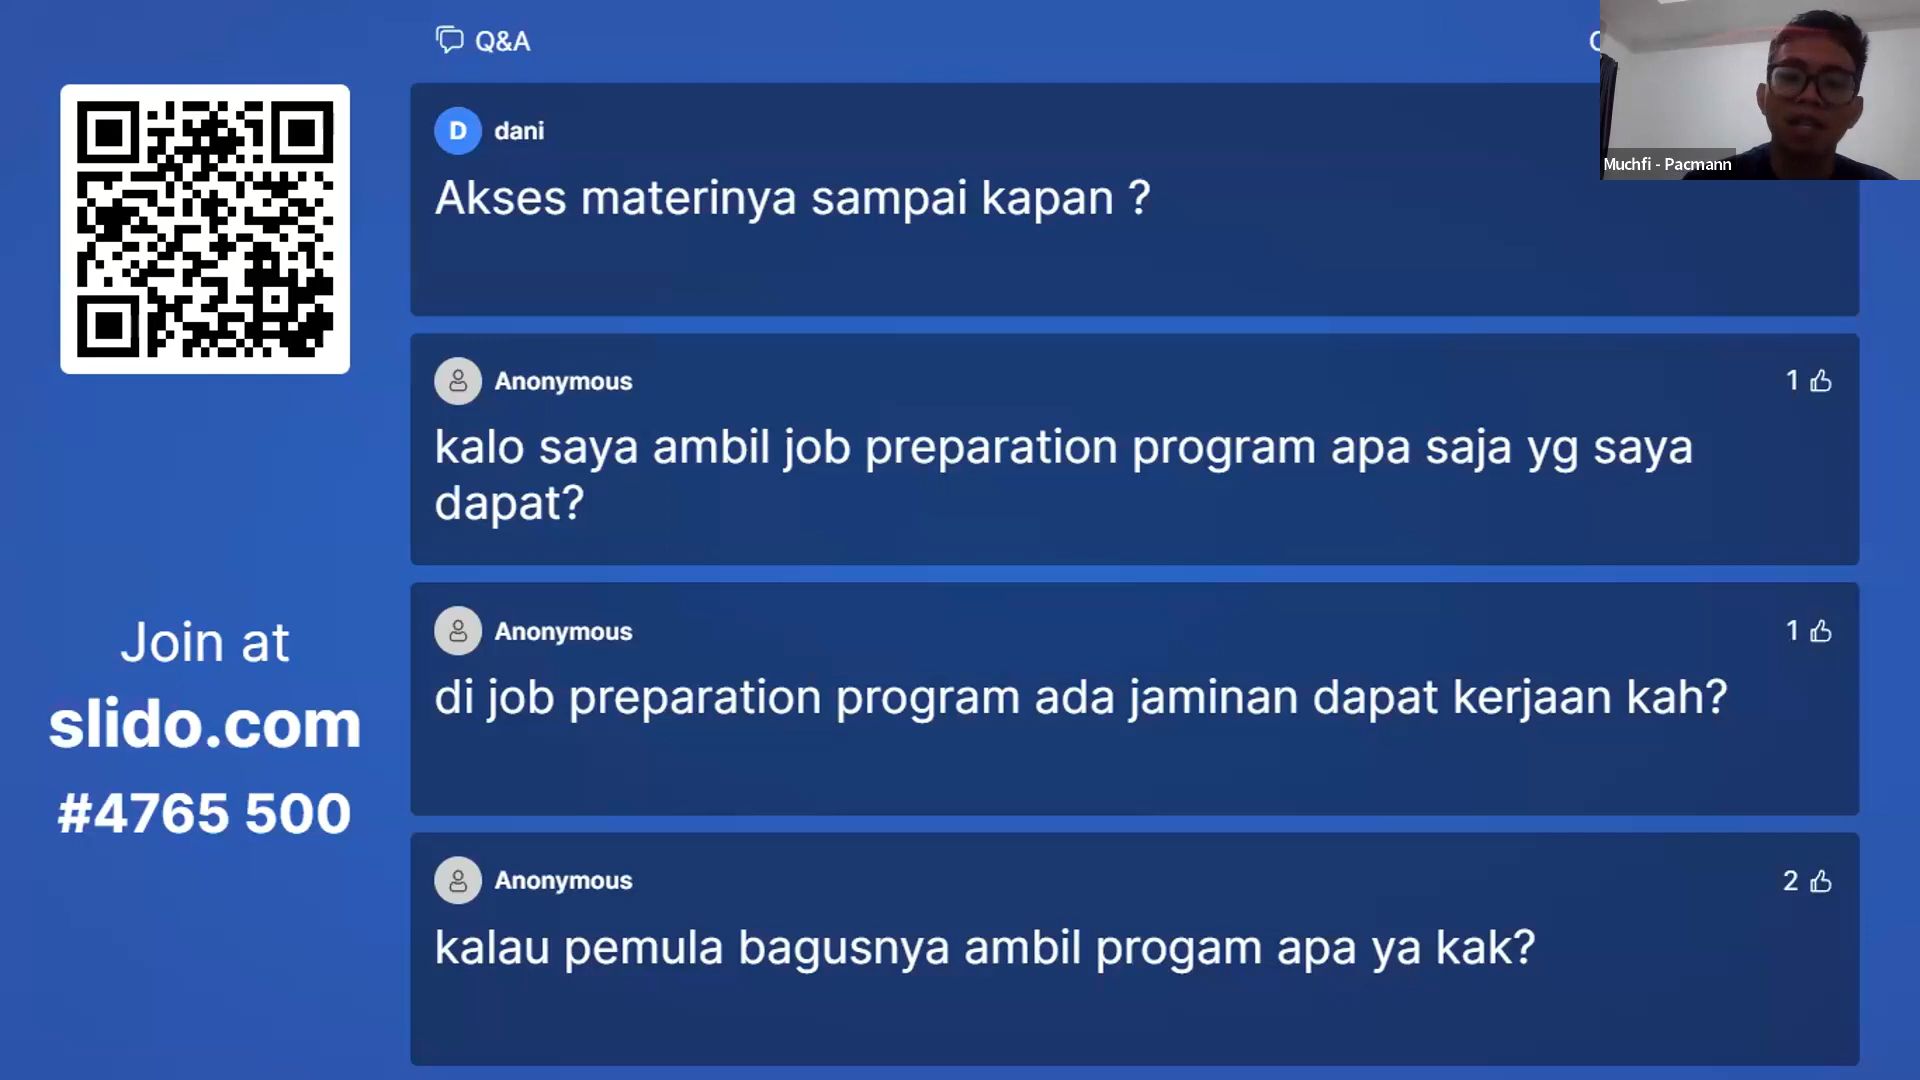 Q&A
D dani
Akses materinya sampai kapan ?
Anonymous
1
kalo saya ambil job preparation program apa saja yg saya
dapat?
Anonymous
1
di job preparation program ada jaminan dapat kerjaan kah?
Anonymous
2
kalau pemula bagusnya ambil progam apa ya kak?
Join at
slido.com
#4765 500
Muchfi - Pacmann